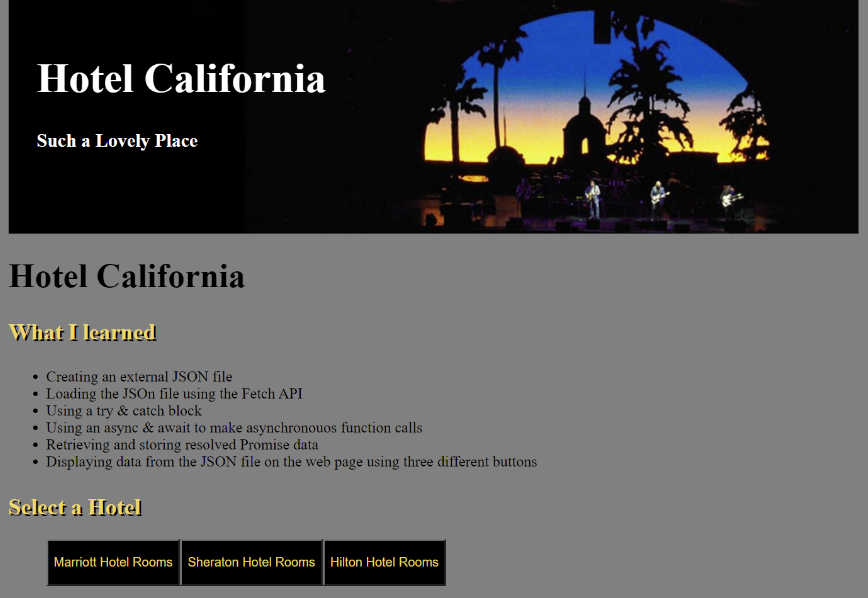 Hotel California
Such a Lovely Place
Hotel California
What I learned
Creating an external JSON file
Loading the JSOn file using the Fetch API
Using a try & catch block
Using an async & await to make asynchronouos function calls
Retrieving and storing resolved Promise data
Displaying data from the JSON file on the web page using three different buttons
Select a Hotel
Marriott Hotel Rooms Sheraton Hotel Rooms Hilton Hotel Rooms